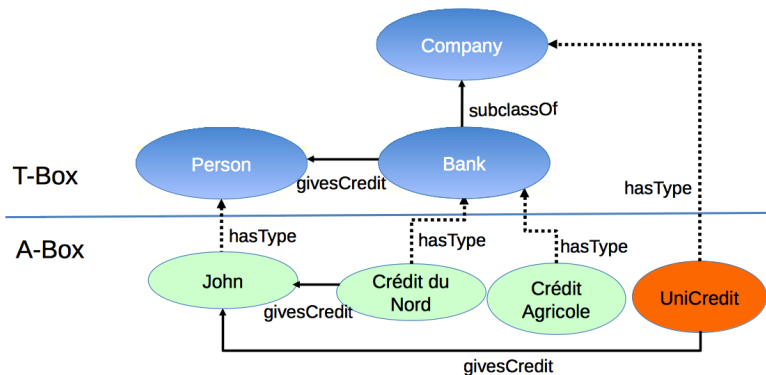 Company
subclassOf
Person
Bank
givesCredit
T-Box
hasType
A-Box
hasType
hasType
hasType
John
Crédit du
Nord
Crédit
Agricole
UniCredit
givesCredit
givesCredit